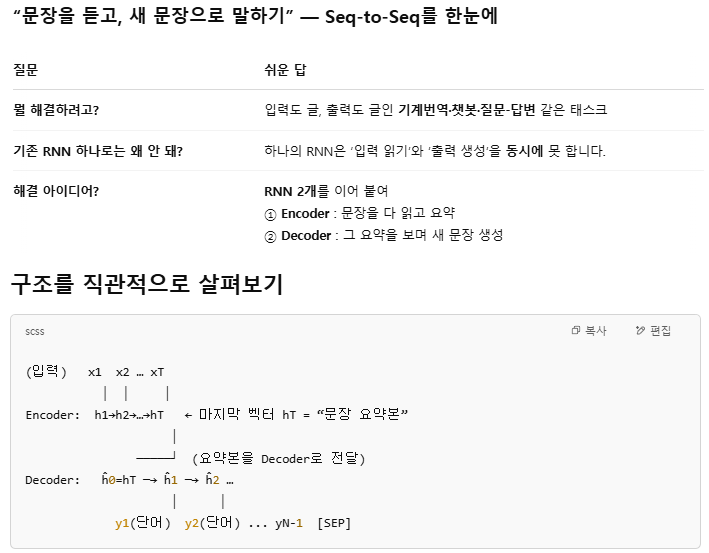 “문장을 듣고, 새 문장으로 말하기” — Seq-to-Seq를 한눈에
질문 쉬운 답
뭘 해결하려고? 입력도 글, 출력도 글인 기계번역·챗봇·질문-답변 같은 태스크
기존 RNN 하나로는 왜 안 돼? 하나의 RNN은 ‘입력 읽기’와 ‘출력 생성’을 동시에 못 합니다.
해결 아이디어? RNN 2개를 이어 붙여
① Encoder : 문장을 다 읽고 요약
② Decoder : 그 요약을 보며 새 문장 생성
구조를 직관적으로 살펴보기
scss 복사 편집
(입력) x1 x2 … xT
Encoder: h1→h2→…→hT ← 마지막 벡터 hT = “문장 요약본”
(요약본을 Decoder로 전달)
Decoder: ĥ0=hT ─→ ĥ1 ─→ ĥ2 …
y1(단어) y2(단어) ... yN-1 [SEP]